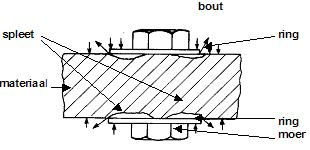 bout
spleet
ring
materiaal
ring
moer